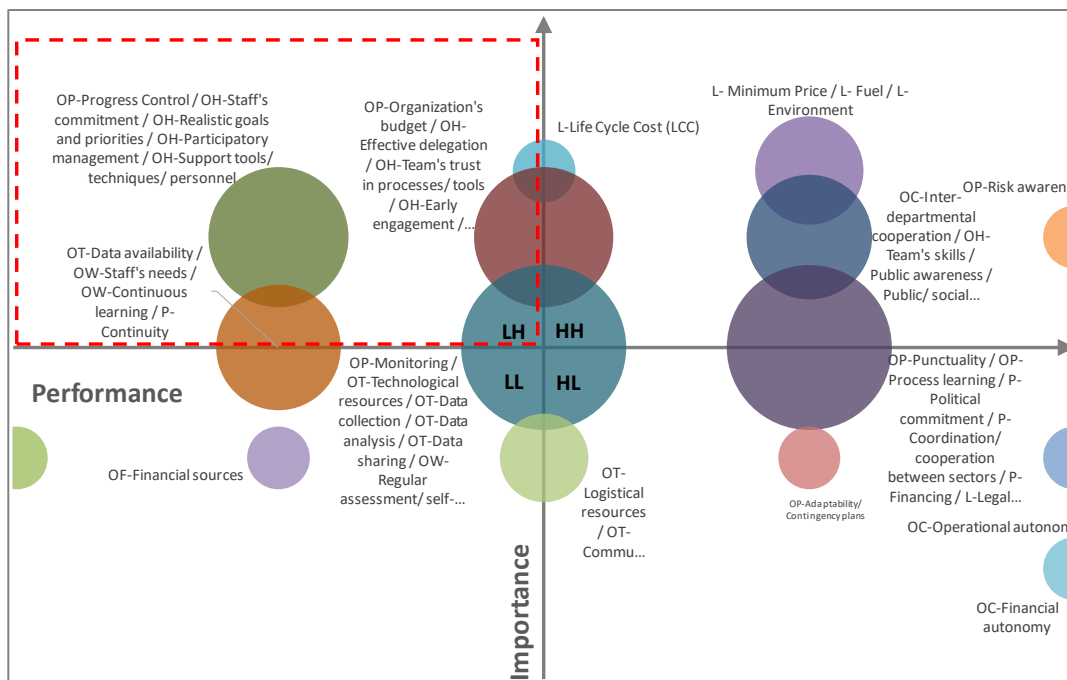 OP-Progress Control / OH-Staff's
commitment / OH-Realistic goals
and priorities / OH-Participatory
management / OH-Support tools/
techniques/ personnel
OP-Organization's
budget / OH-
Effective delegation
/ OH-Team's trust
in processes/ tools
/ OH-Early
engagement /...
L-Life Cycle Cost (LCC)
L- Minimum Price / L- Fuel / L-
Environment
OC-Inter-
departmental
cooperation / OH-
Team's skills /
Public awareness /
Public/ social...
OP-Risk awaren
OT-Data availability /
OW-Staff's needs /
OW-Continuous
learning / P-
Continuity
LH HH
LL HL
Performance
OP-Monitoring /
OT-Technological
resources / OT-Data
collection / OT-Data
analysis / OT-Data
sharing / OW-
Regular
assessment/ self-...
OP-Punctuality / OP-
Process learning / P-
Political
commitment / P-
Coordination/
cooperation
between sectors / P-
Financing / L-Legal...
OF-Financial sources
OT-
Logistical
resources
/ OT-
Commu...
OP-Adaptability/
Contingency plans
OC-Operational autonom
OC-Financial
autonomy
Importance